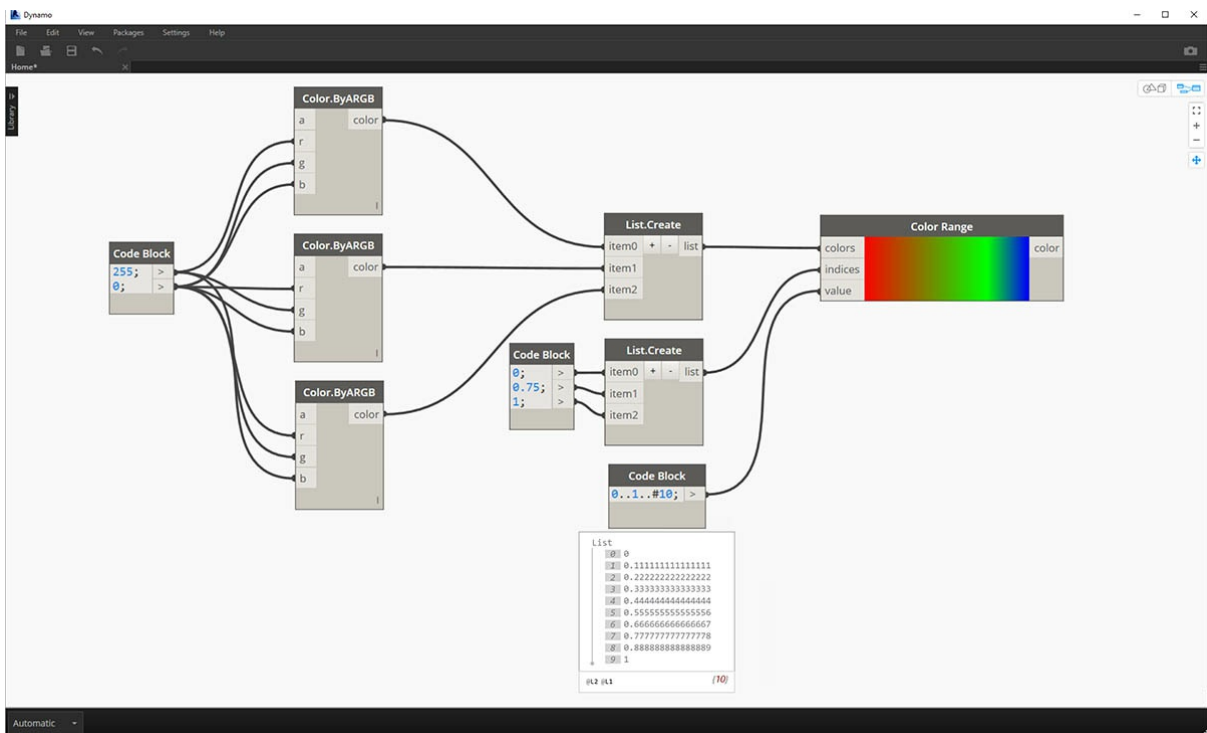 Dynamo
File Edit View Packages Settings Help
Home*
Library
Color.ByARGB
a color
r
g
b
Code Block
255; >
0; >
Color.ByARGB
a color
r
g
b
Color.ByARGB
a color
r
g
b
List.Create
item0 + - list
item1
item2
Color Range
colors color
indices
value
Code Block
0; >
0.75; >
1; >
List.Create
item0 + - list
item1
item2
Code Block
0..1..#10; >
List
0 0
1 0.111111111111111
2 0.222222222222222
3 0.333333333333333
4 0.444444444444444
5 0.555555555555556
6 0.666666666666667
7 0.777777777777778
8 0.888888888888889
9 1
@L2 @L1 {10}
Automatic